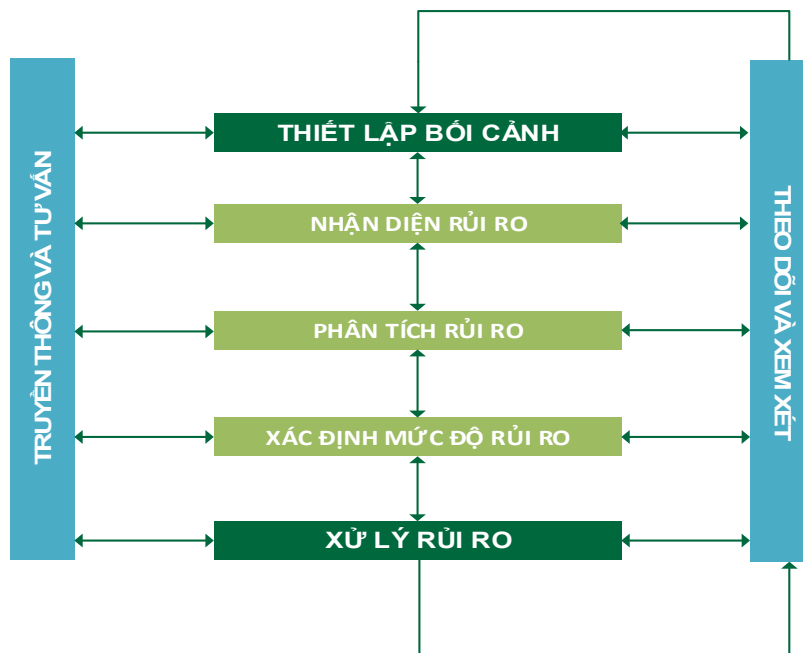 TRUYỀN THÔNG VÀ TƯ VẤN
THIẾT LẬP BỐI CẢNH
NHẬN DIỆN RỦI RO
PHÂN TÍCH RỦI RO
XÁC ĐỊNH MỨC ĐỘ RỦI RO
XỬ LÝ RỦI RO
THEO DÕI VÀ XEM XÉT